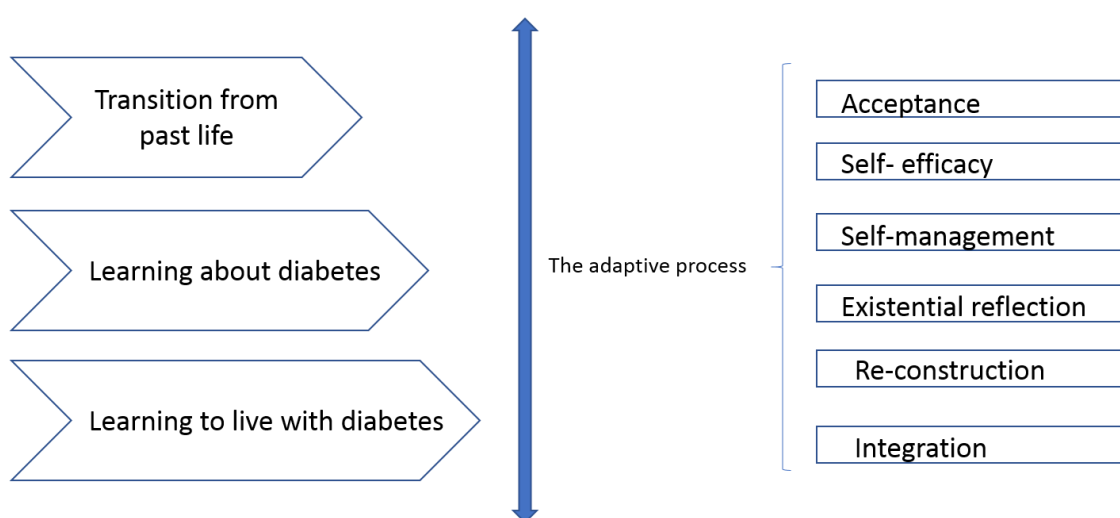 Transition from
past life
Learning about diabetes
Learning to live with diabetes
The adaptive process
Acceptance
Self- efficacy
Self-management
Existential reflection
Re-construction
Integration